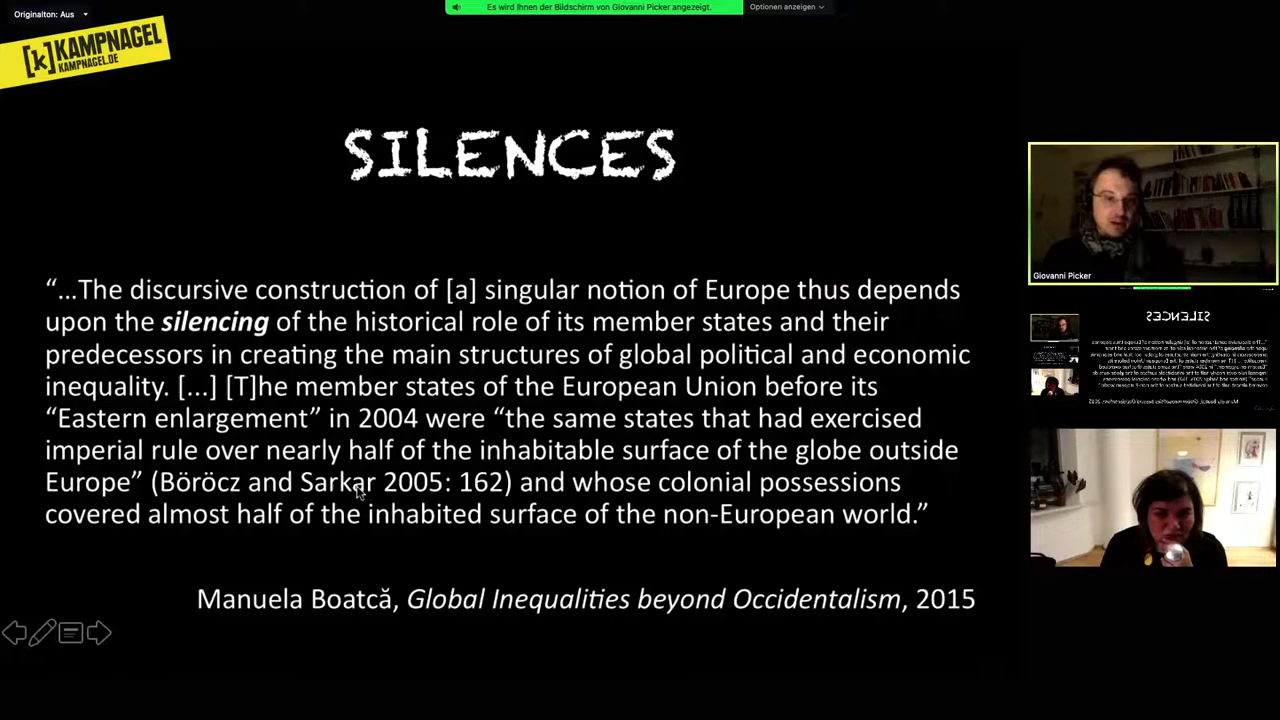 Originalton: Aus
Es wird Ihnen der Bildschirm von Giovanni Picker angezeigt.
Optionen anzeigen
[k] KAMPNAGEL
KAMPNAGEL.DE
SILENCES
“…The discursive construction of [a] singular notion of Europe thus depends
upon the silencing of the historical role of its member states and their
predecessors in creating the main structures of global political and economic
inequality. [...] [T]he member states of the European Union before its
“Eastern enlargement” in 2004 were “the same states that had exercised
imperial rule over nearly half of the inhabitable surface of the globe outside
Europe” (Böröcz and Sarkar 2005: 162) and whose colonial possessions
covered almost half of the inhabited surface of the non-European world.”
Manuela Boatcă, Global Inequalities beyond Occidentalism, 2015
Giovanni Picker
SILENCES